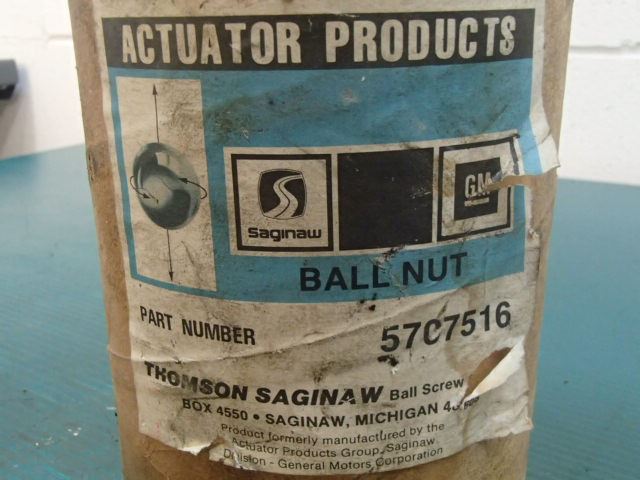 ACTUATOR PRODUCTS
Saginaw
GM
BALL NUT
PART NUMBER 5707516
THOMSON SAGINAW Ball Screw
BOX 4550 • SAGINAW, MICHIGAN
Product formerly manufactured by the
Actuator Products Group, Saginaw
Division - General Motors Corporation